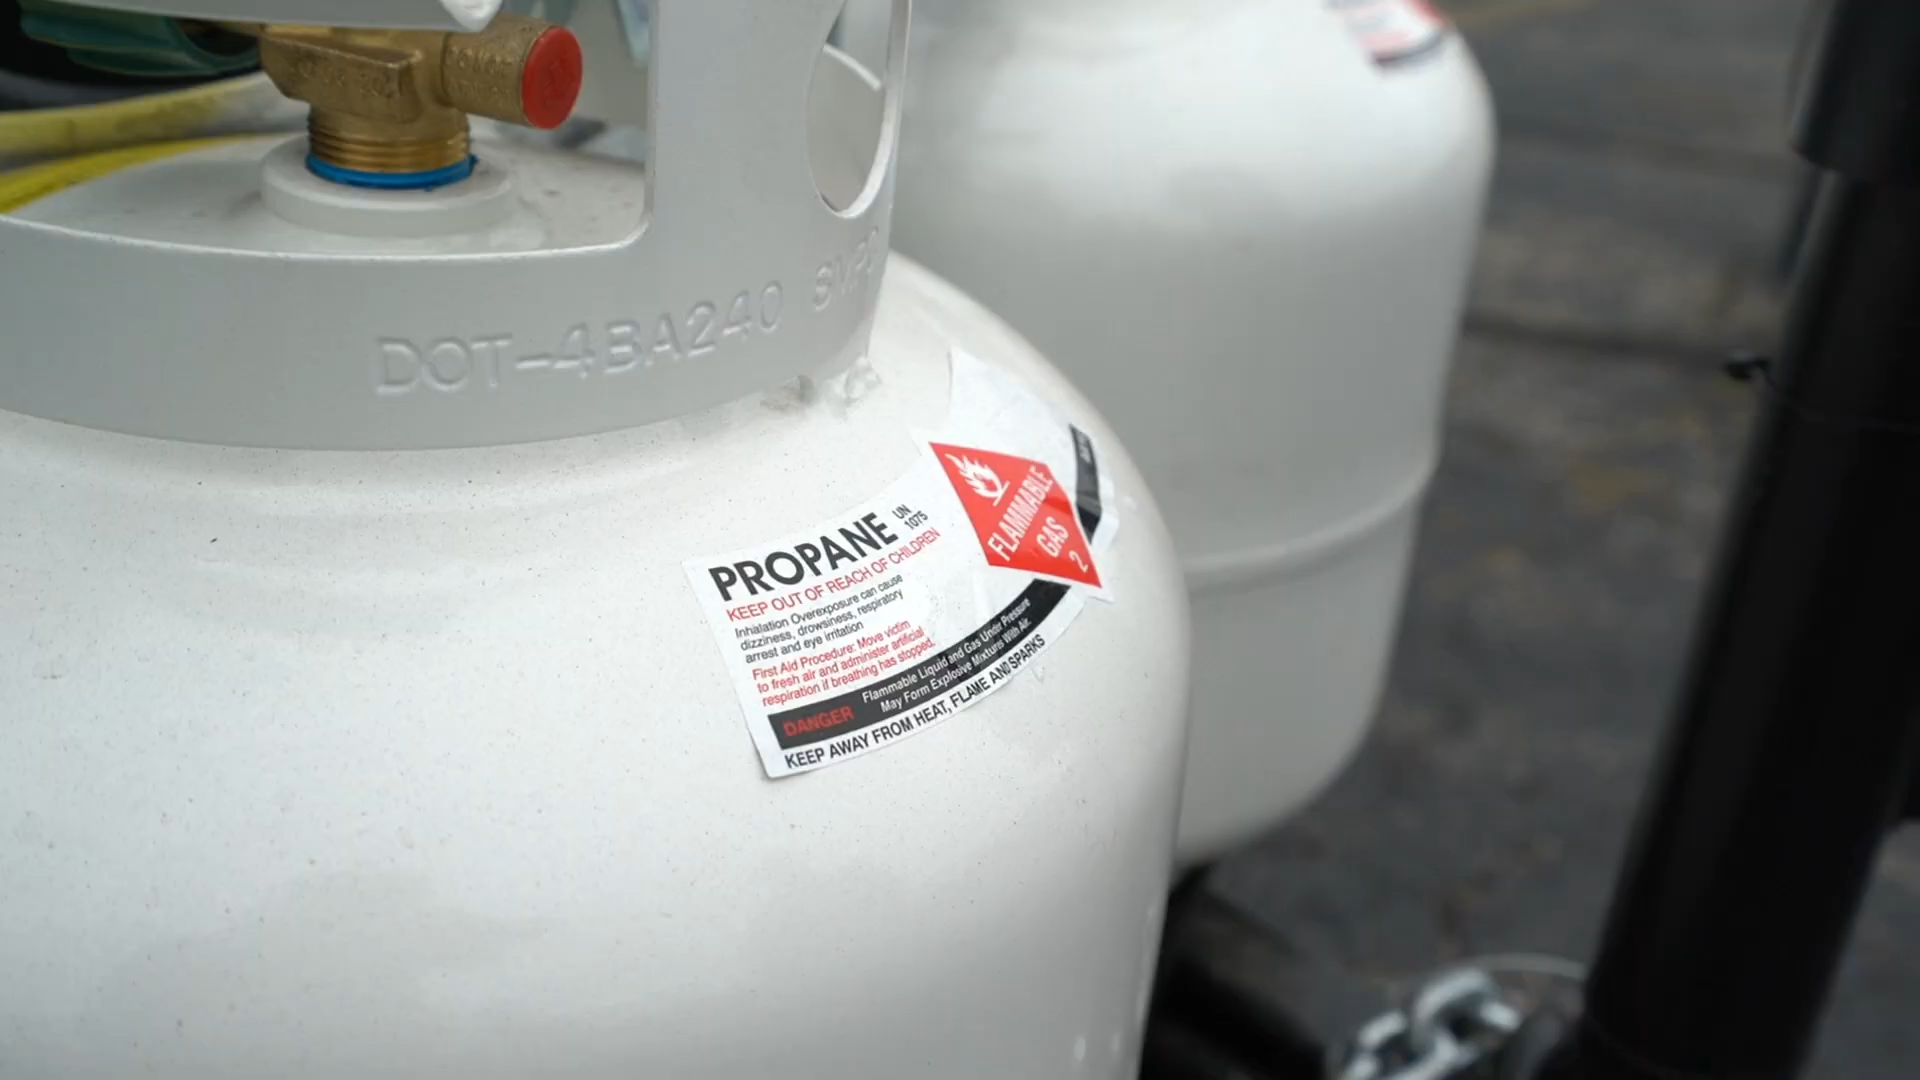 DOT-4BA240
PROPANE
UN
1075
KEEP OUT OF REACH OF CHILDREN
Inhalation Overexposure can cause
dizziness, drowsiness, respiratory
arrest and eye irritation
First Aid Procedure: Move victim
to fresh air and administer artificial
respiration if breathing has stopped.
DANGER
Flammable Liquid and Gas Under Pressure
May Form Explosive Mixtures With Air.
KEEP AWAY FROM HEAT, FLAME AND SPARKS
FLAMMABLE
GAS
2